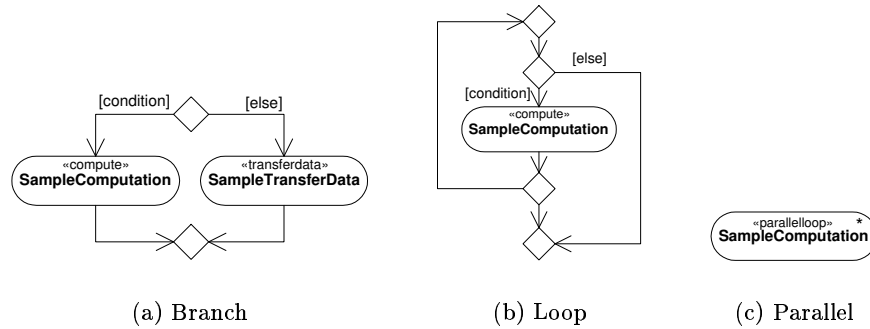 [condition]
[else]
«compute»
SampleComputation
«transferdata»
SampleTransferData
(a) Branch
[else]
[condition]
«compute»
SampleComputation
(b) Loop
«parallelloop» *
SampleComputation
(c) Parallel